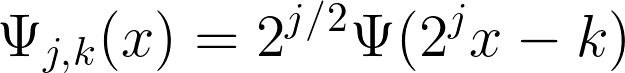 Ψ_{j,k}(x) = 2^{j/2}Ψ(2^j x − k)